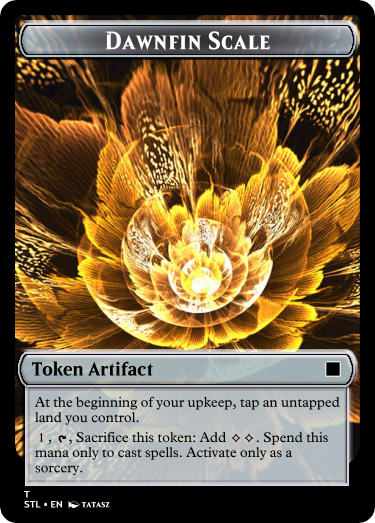 Dawnfin Scale
Token Artifact
At the beginning of your upkeep, tap an untapped
land you control.
1 , , Sacrifice this token: Add . Spend this
mana only to cast spells. Activate only as a
sorcery.
T
STL • EN TATASZ